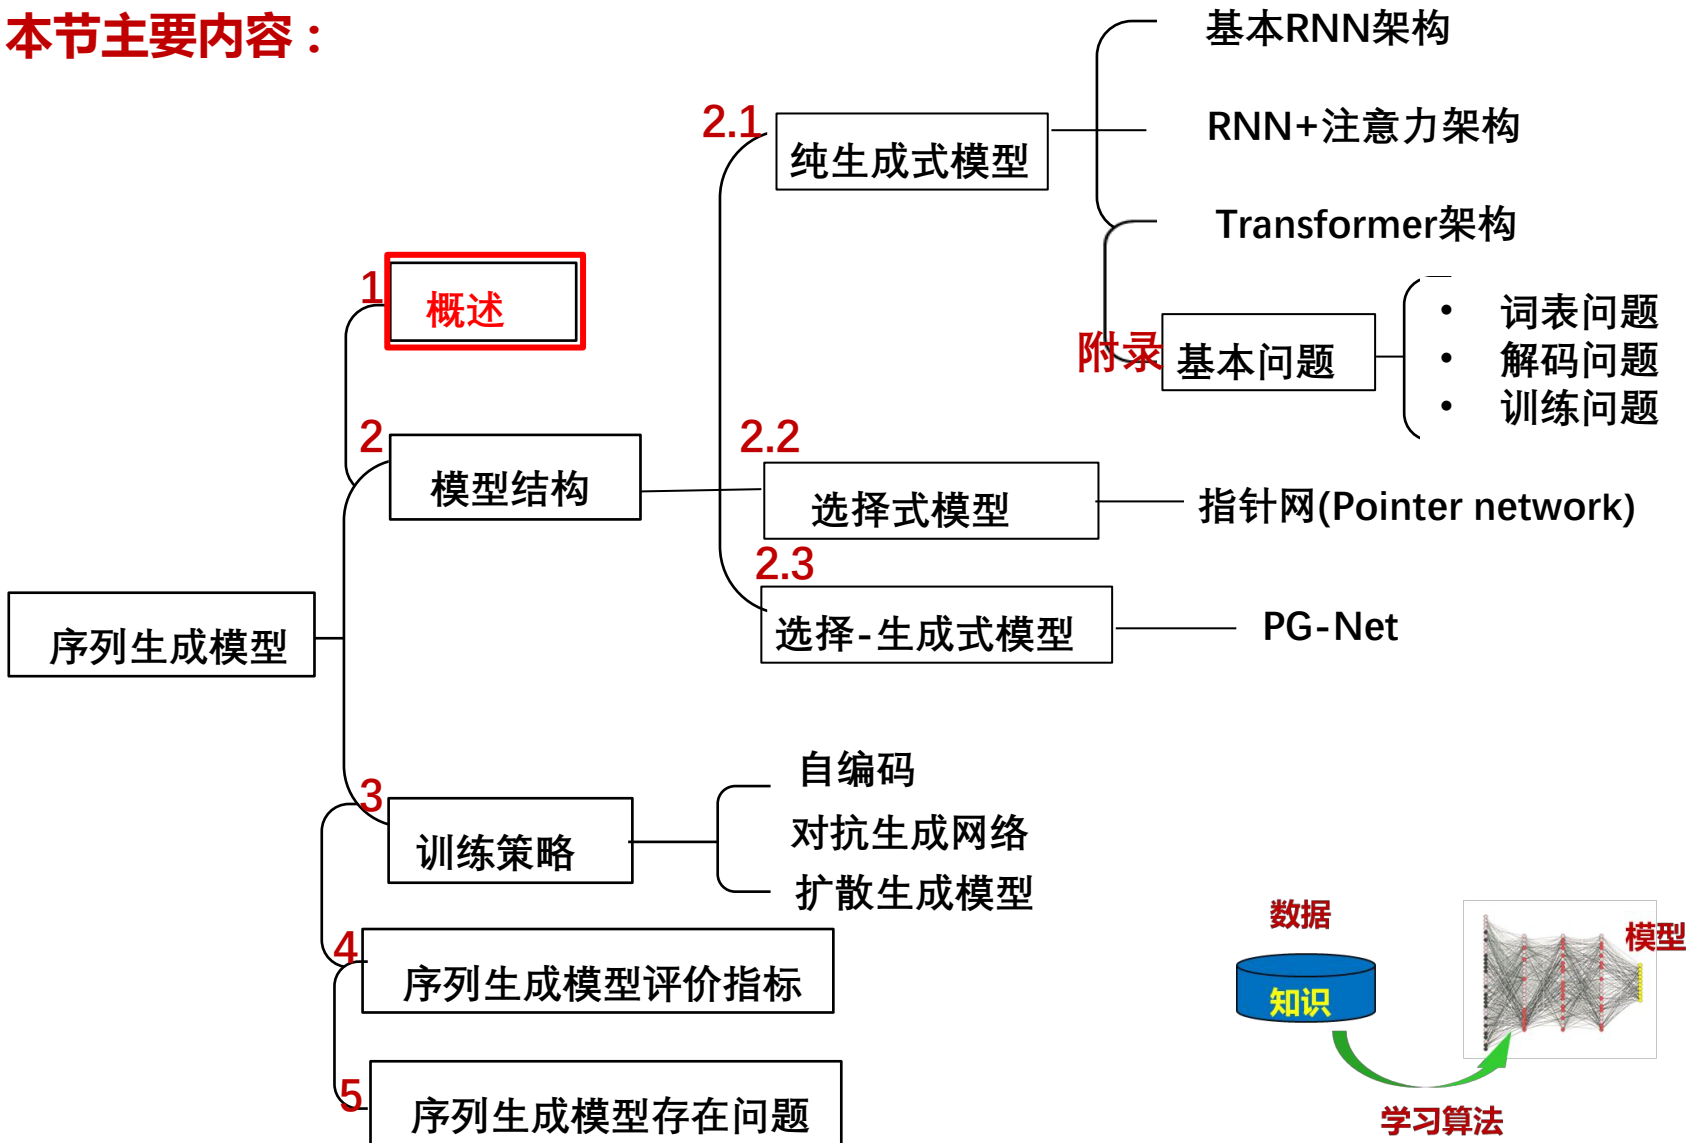 本节主要内容：
序列生成模型
1
概述
2
模型结构
2.1
纯生成式模型
基本RNN架构
RNN+注意力架构
Transformer架构
附录
基本问题
• 词表问题
• 解码问题
• 训练问题
2.2
选择式模型
指针网(Pointer network)
2.3
选择-生成式模型
PG-Net
3
训练策略
自编码
对抗生成网络
扩散生成模型
4
序列生成模型评价指标
5
序列生成模型存在问题
数据
知识
模型
学习算法